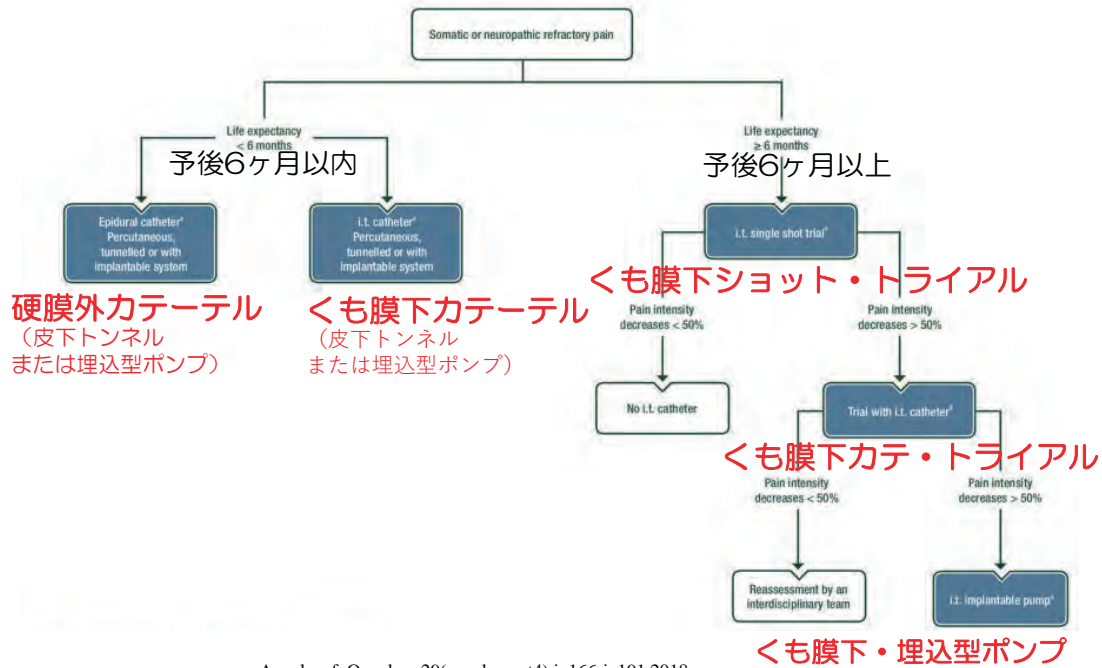 Somatic or neuropathic refractory pain
Life expectancy
< 6 months
予後6ヶ月以内
Life expectancy
≥ 6 months
予後6ヶ月以上
Epidural catheter
Percutaneous,
tunnelled or with
implantable system
硬膜外カテーテル
（皮下トンネル
または埋込型ポンプ）
i.t. catheter
Percutaneous,
tunnelled or with
implantable system
くも膜下カテーテル
（皮下トンネル
または埋込型ポンプ）
i.t. single shot trial
くも膜下ショット・トライアル
Pain intensity
decreases < 50%
Pain intensity
decreases > 50%
No i.t. catheter
Trial with i.t. catheter
くも膜下カテ・トライアル
Pain intensity
decreases < 50%
Pain intensity
decreases > 50%
Reassessment by an
interdisciplinary team
i.t. implantable pump
くも膜下・埋込型ポンプ